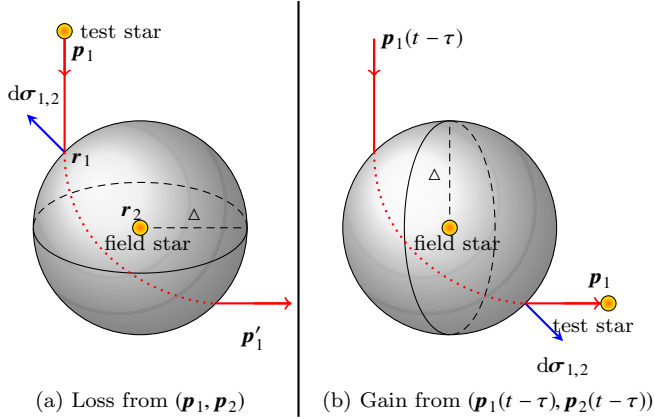 test star
𝒑₁
d𝝈₁,₂
𝒓₁
𝒓₂
△
field star
𝒑′₁
(a) Loss from (𝒑₁, 𝒑₂)
𝒑₁(t − τ)
△
field star
𝒑₁
test star
d𝝈₁,₂
(b) Gain from (𝒑₁(t − τ), 𝒑₂(t − τ))